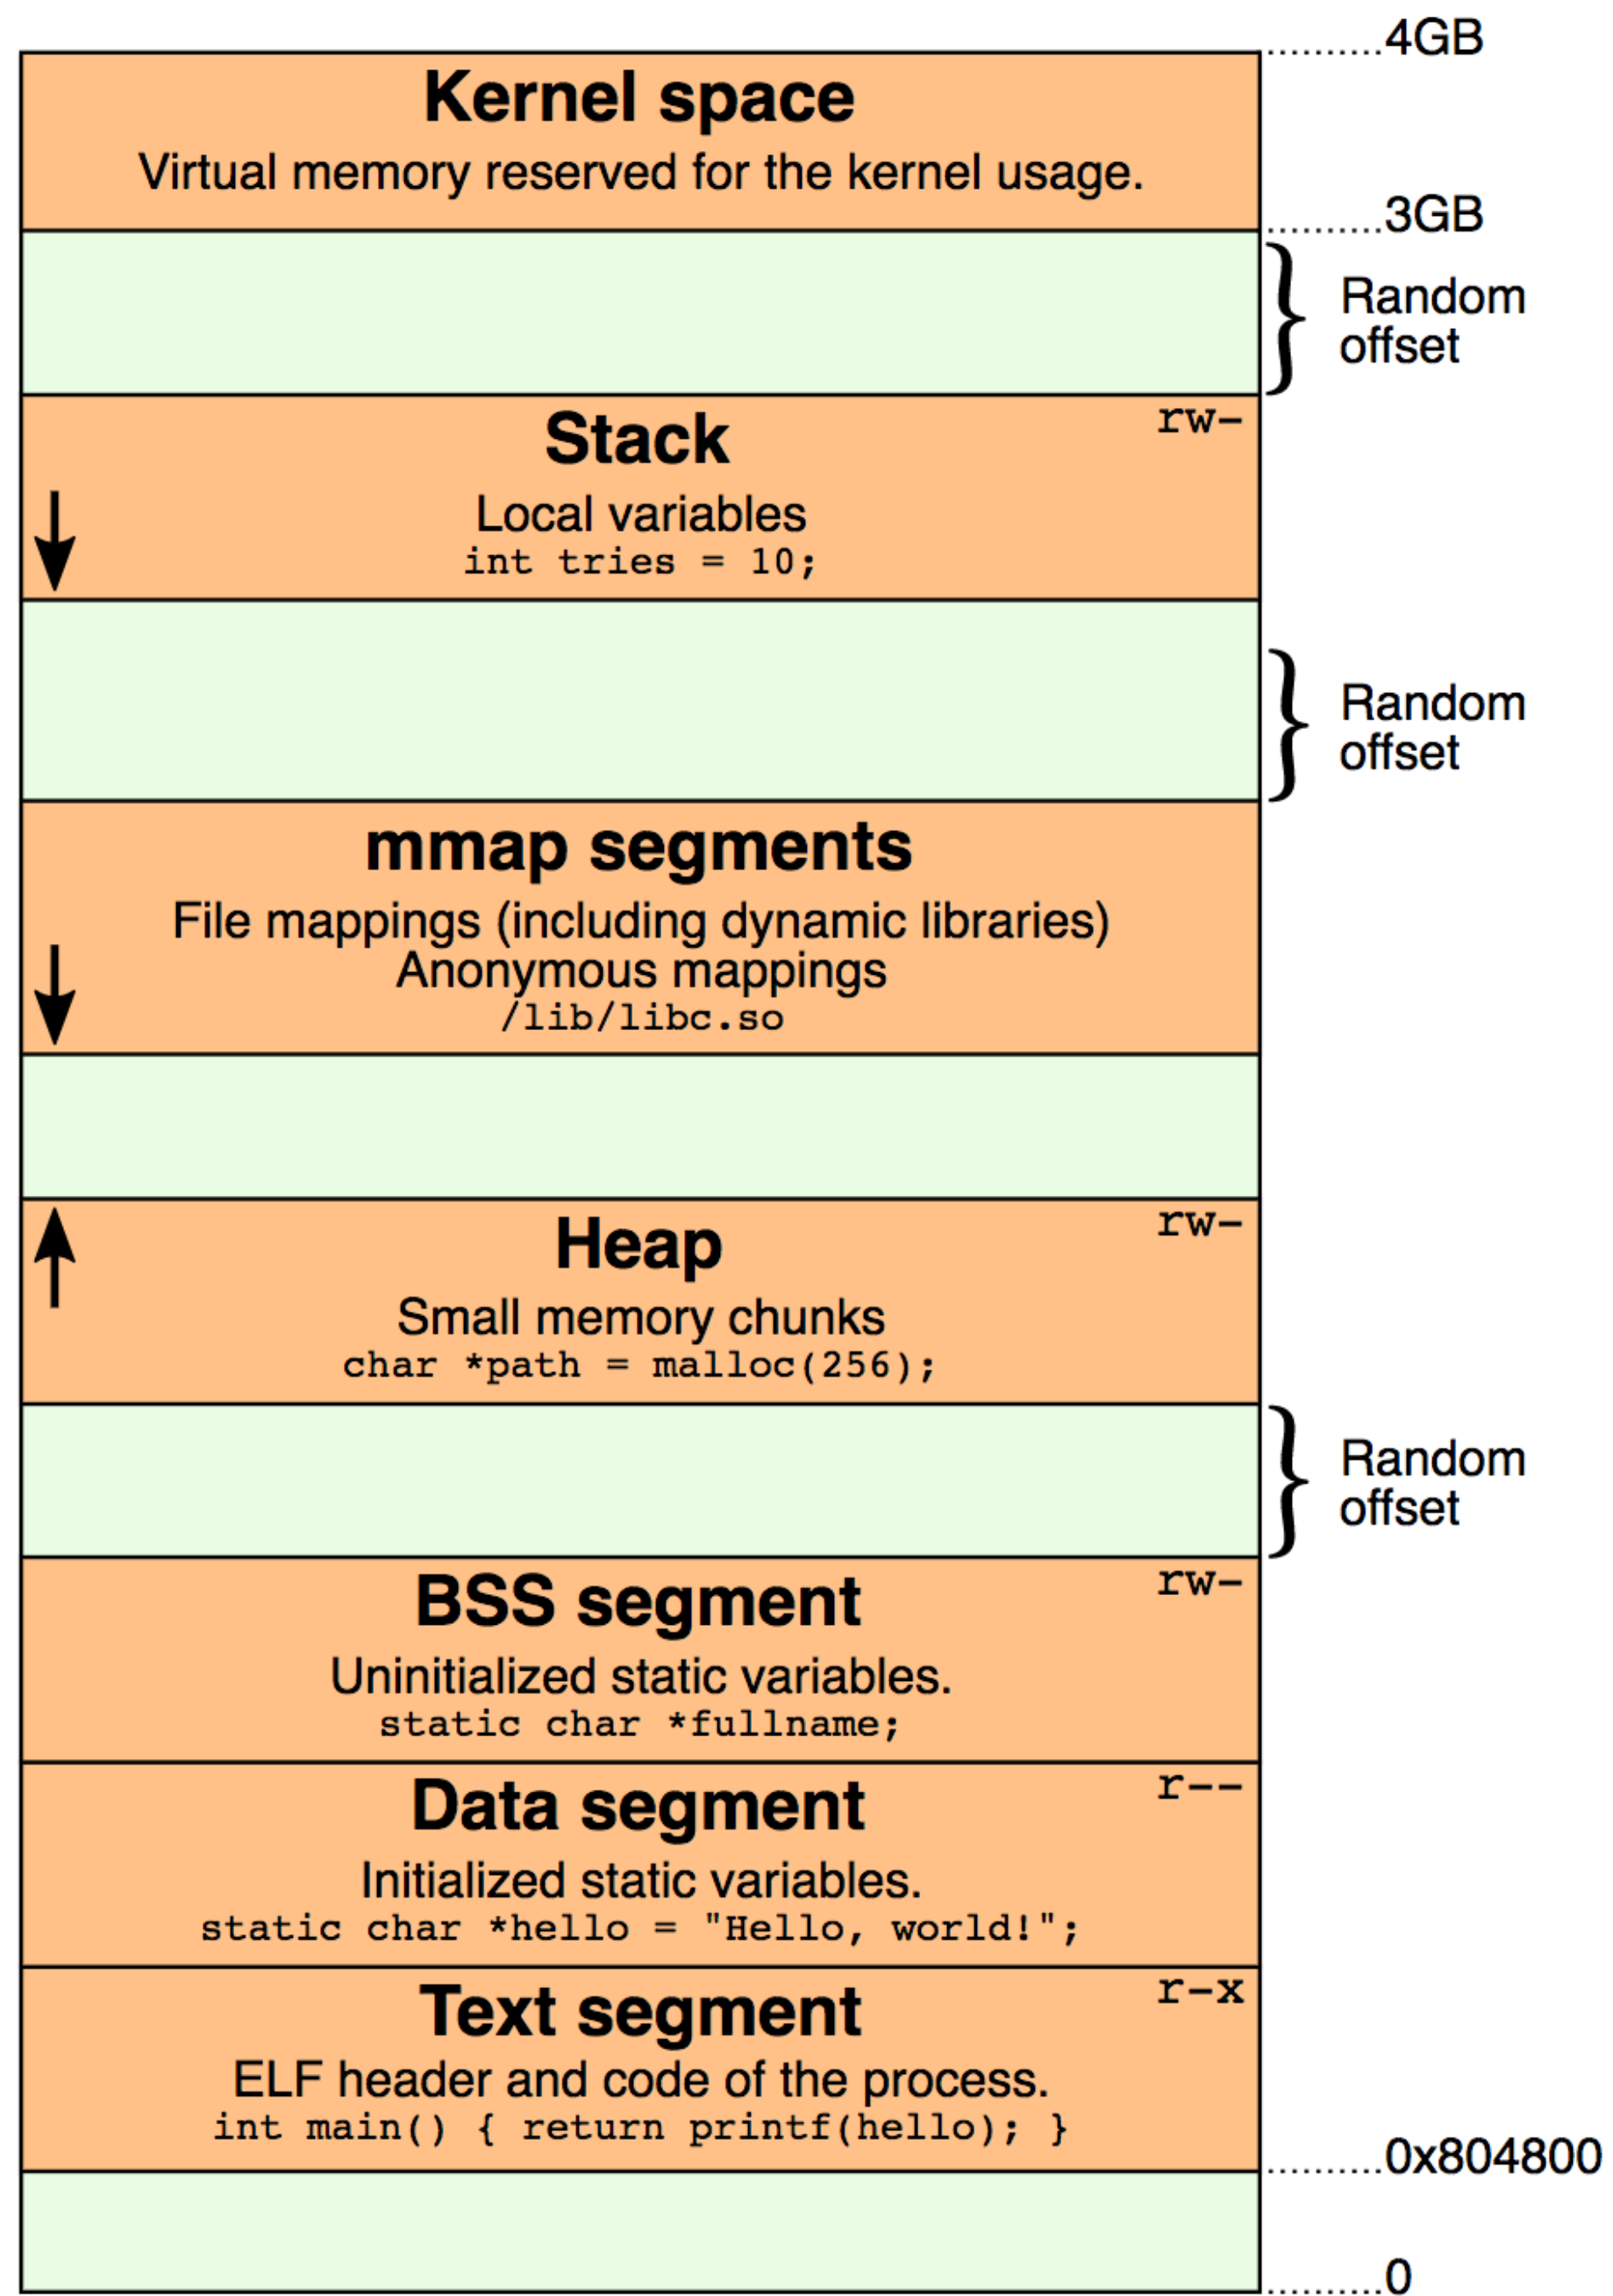 4GB
Kernel space
Virtual memory reserved for the kernel usage.
3GB
Random
offset
rw-
Stack
Local variables
int tries = 10;
Random
offset
mmap segments
File mappings (including dynamic libraries)
Anonymous mappings
/lib/libc.so
rw-
Heap
Small memory chunks
char *path = malloc(256);
Random
offset
rw-
BSS segment
Uninitialized static variables.
static char *fullname;
r--
Data segment
Initialized static variables.
static char *hello = "Hello, world!";
r-x
Text segment
ELF header and code of the process.
int main() { return printf(hello); }
0x804800
0